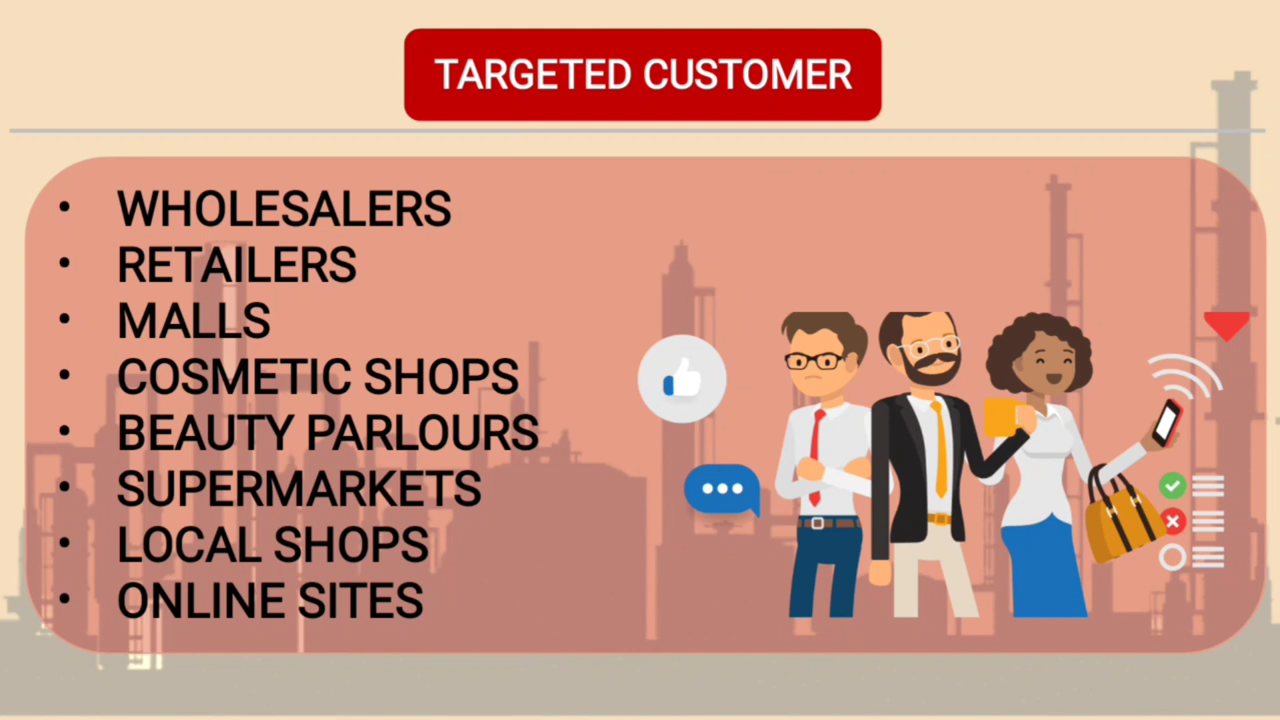 TARGETED CUSTOMER
• WHOLESALERS
• RETAILERS
• MALLS
• COSMETIC SHOPS
• BEAUTY PARLOURS
• SUPERMARKETS
• LOCAL SHOPS
• ONLINE SITES